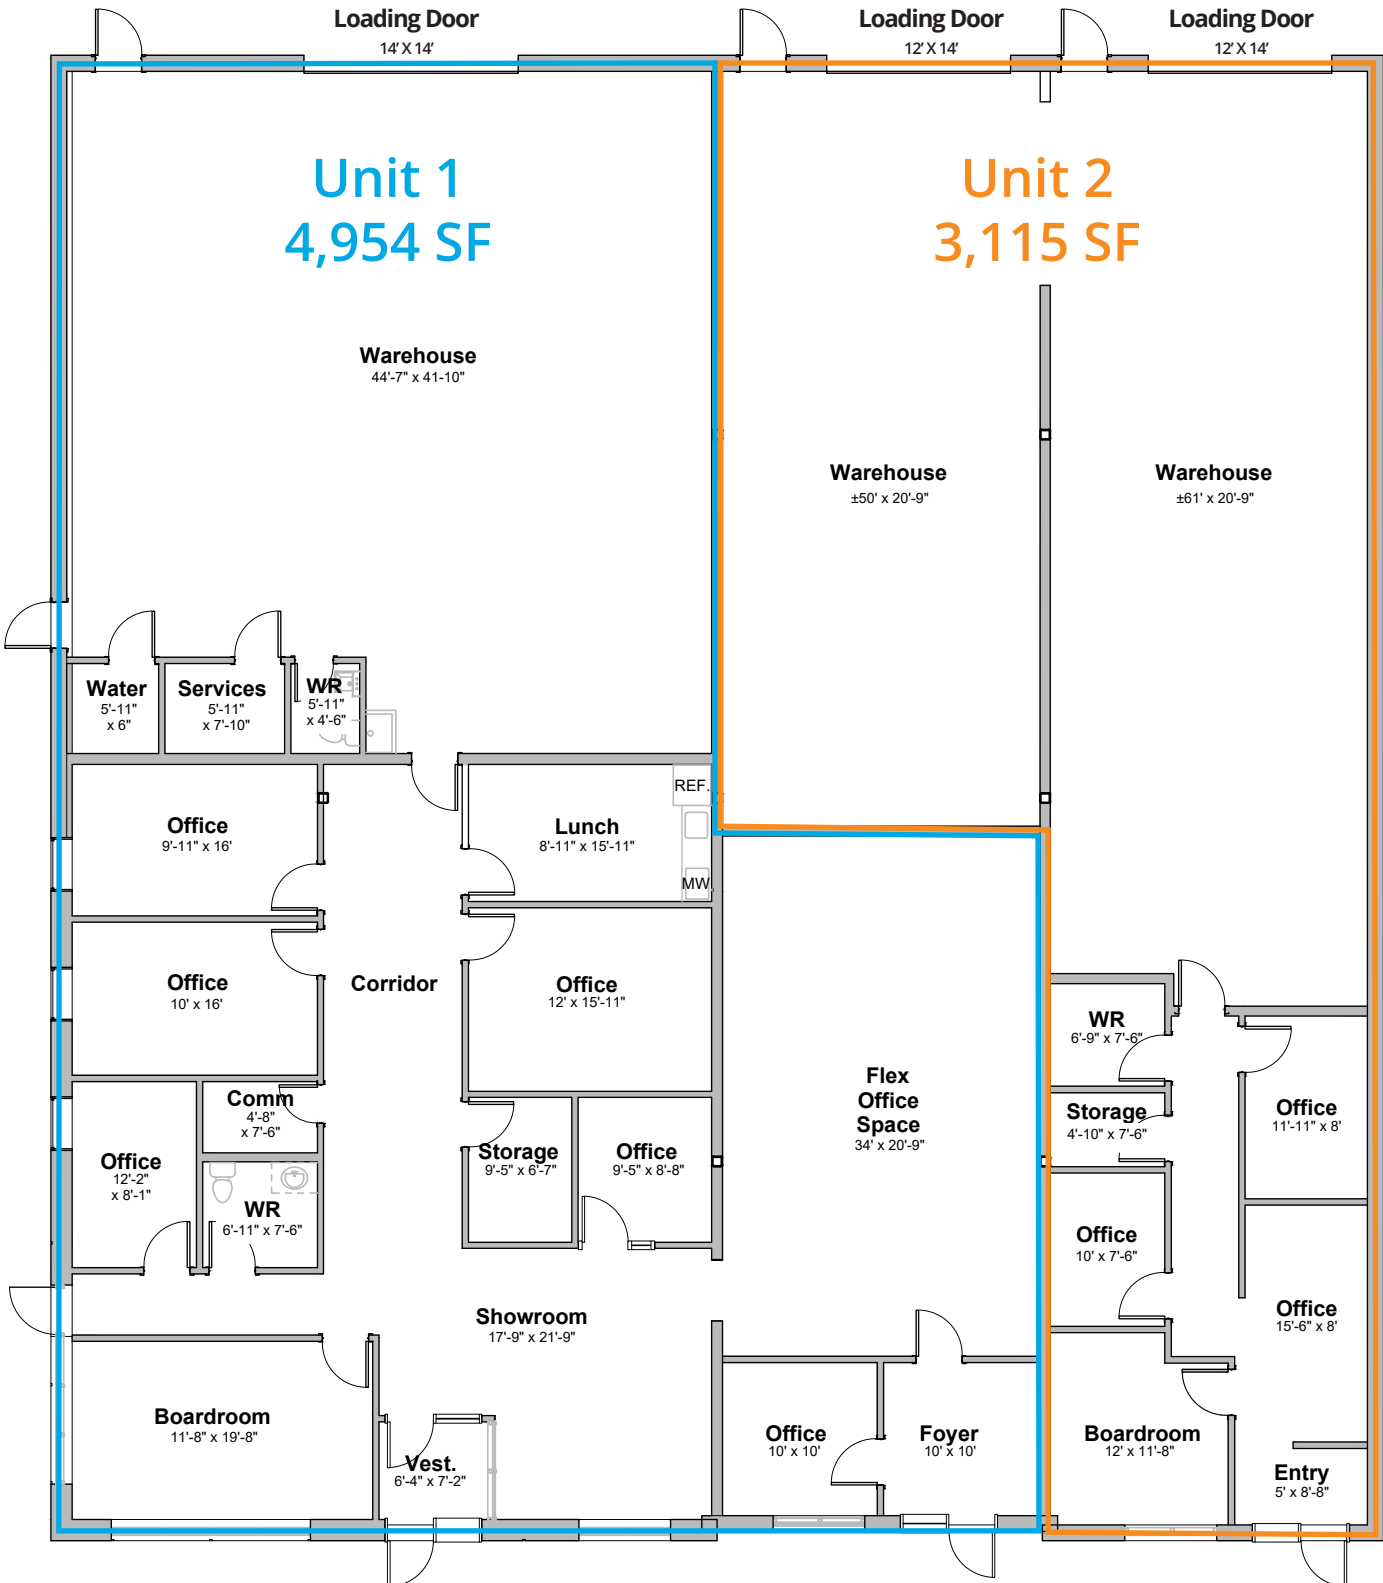 Loading Door
14' X 14'
Loading Door
12' X 14'
Loading Door
12' X 14'
Unit 1
4,954 SF
Unit 2
3,115 SF
Warehouse
44'-7" x 41-10"
Warehouse
±50' x 20'-9"
Warehouse
±61' x 20'-9"
Water
5'-11"
x 6"
Services
5'-11"
x 7'-10"
WR
5'-11"
x 4'-6"
Office
9'-11" x 16'
Lunch
8'-11" x 15'-11"
REF.
MW.
Office
10' x 16'
Corridor
Office
12' x 15'-11"
Comm
4'-8"
x 7'-6"
Office
12'-2"
x 8'-1"
WR
6'-11" x 7'-6"
Storage
9'-5" x 6'-7"
Office
9'-5" x 8'-8"
Flex
Office
Space
34' x 20'-9"
WR
6'-9" x 7'-6"
Storage
4'-10" x 7'-6"
Office
11'-11" x 8'
Office
10' x 7'-6"
Office
15'-6" x 8'
Showroom
17'-9" x 21'-9"
Boardroom
11'-8" x 19'-8"
Vest.
6'-4" x 7'-2"
Office
10' x 10'
Foyer
10' x 10'
Boardroom
12' x 11'-8"
Entry
5' x 8'-8"